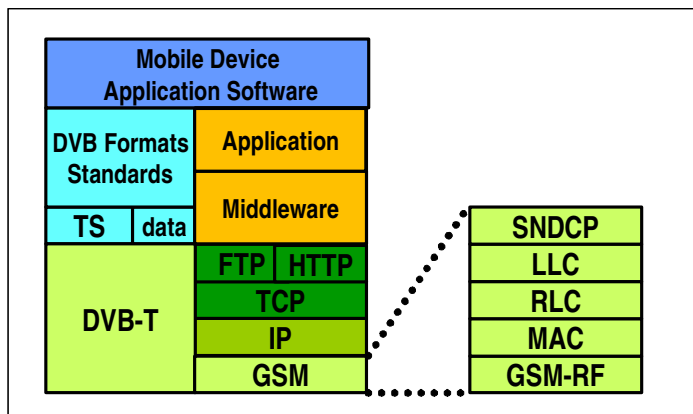 Mobile Device
Application Software
DVB Formats
Standards
Application
Middleware
TS
data
FTP
HTTP
DVB-T
TCP
IP
GSM
SNDCP
LLC
RLC
MAC
GSM-RF